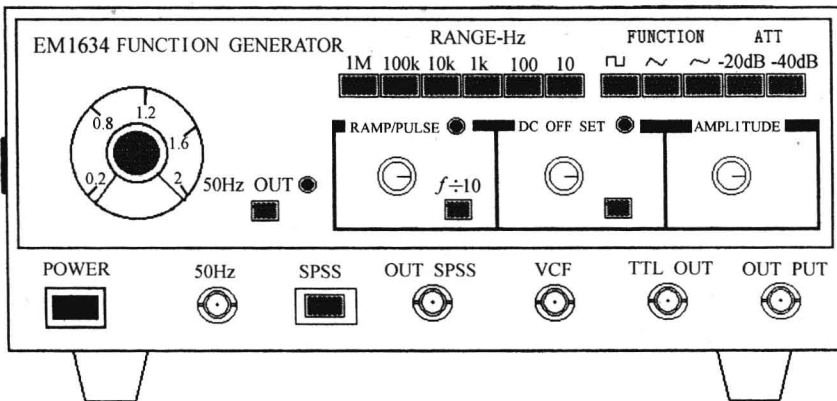 EM1634 FUNCTION GENERATOR
RANGE-Hz
1M 100k 10k 1k 100 10
FUNCTION ATT
-20dB -40dB
0.2 0.8 1.2 1.6 2
50Hz OUT
RAMP/PULSE
f÷10
DC OFF SET
AMPLITUDE
POWER 50Hz SPSS OUT SPSS VCF TTL OUT OUT PUT